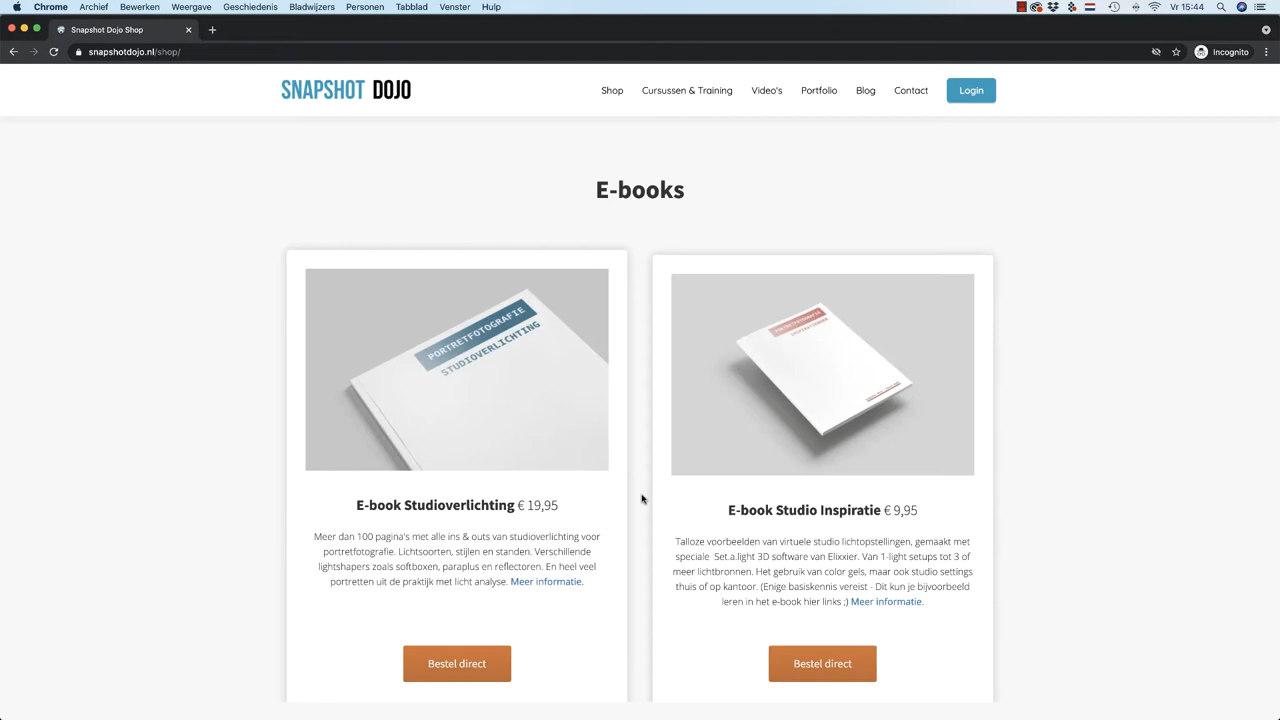 Chrome Archief Bewerken Weergave Geschiedenis Bladwijzers Personen Tabblad Venster Hulp Vr 15:44
Snapshot Dojo Shop
snapshotdojo.nl/shop/ Incognito
SNAPSHOT DOJO Shop Cursussen & Training Video's Portfolio Blog Contact Login
E-books
PORTRETFOTOGRAFIE
STUDIOVERLICHTING
PORTRETFOTOGRAFIE
E-book Studioverlichting € 19,95
Meer dan 100 pagina's met alle ins & outs van studioverlichting voor
portretfotografie. Lichtsoorten, stijlen en standen. Verschillende
lightshapers zoals softboxen, paraplus en reflectoren. En heel veel
portretten uit de praktijk met licht analyse. Meer informatie.
Bestel direct
E-book Studio Inspiratie € 9,95
Talloze voorbeelden van virtuele studio lichtopstellingen, gemaakt met
speciale Set.a.light 3D software van Elixxier. Van 1-light setups tot 3 of
meer lichtbronnen. Het gebruik van color gels, maar ook studio settings
thuis of op kantoor. (Enige basiskennis vereist - Dit kun je bijvoorbeeld
leren in het e-book hier links ;) Meer informatie.
Bestel direct